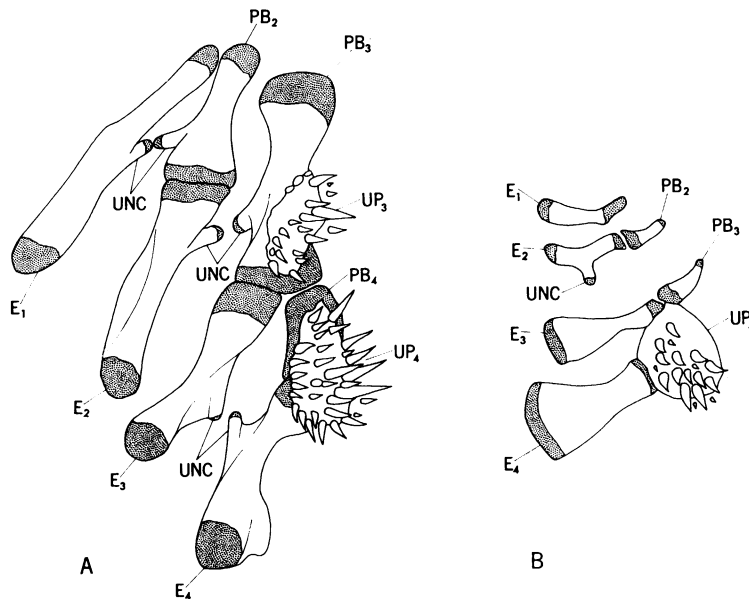 PB₂
PB₃
UNC
UP₃
UNC
PB₄
E₁
UP₄
E₂
UNC
E₃
E₄
A
E₁
PB₂
E₂
PB₃
UNC
E₃
UP
E₄
B